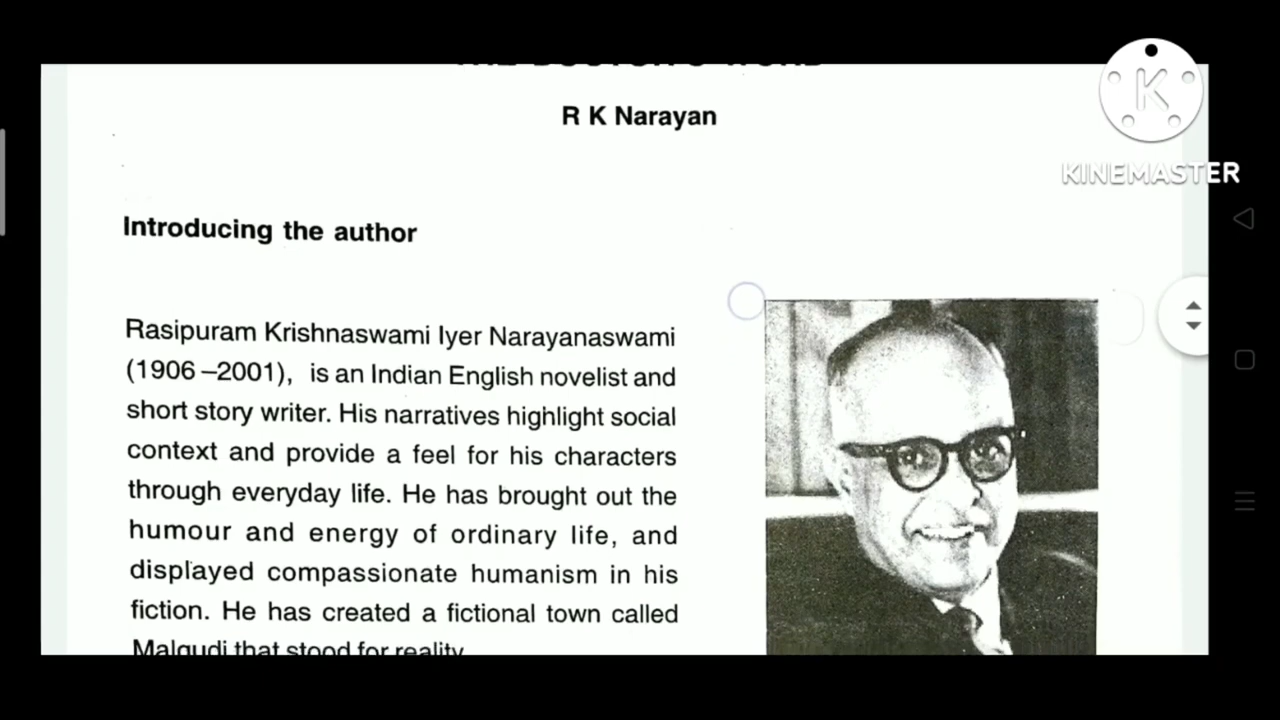 THE DOCTOR'S WORD
R K Narayan
K
KINEMASTER
Introducing the author
Rasipuram Krishnaswami Iyer Narayanaswami
(1906 –2001), is an Indian English novelist and
short story writer. His narratives highlight social
context and provide a feel for his characters
through everyday life. He has brought out the
humour and energy of ordinary life, and
displayed compassionate humanism in his
fiction. He has created a fictional town called
Malgudi that stood for reality.